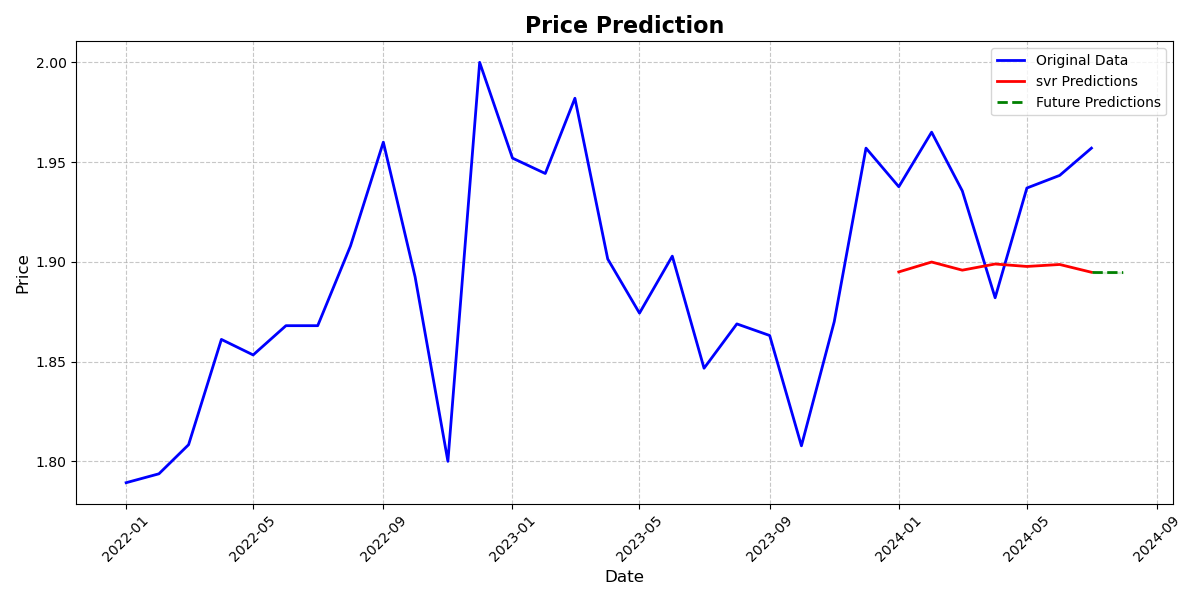 Price Prediction
Original Data
svr Predictions
Future Predictions
Price
2.00
1.95
1.90
1.85
1.80
2022-01
2022-05
2022-09
2023-01
2023-05
2023-09
2024-01
2024-05
2024-09
Date